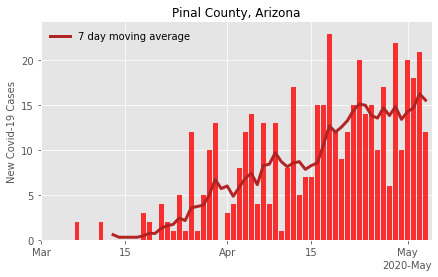 Pinal County, Arizona
7 day moving average
New Covid-19 Cases
20
15
10
5
0
Mar
15
Apr
15
May
2020-May